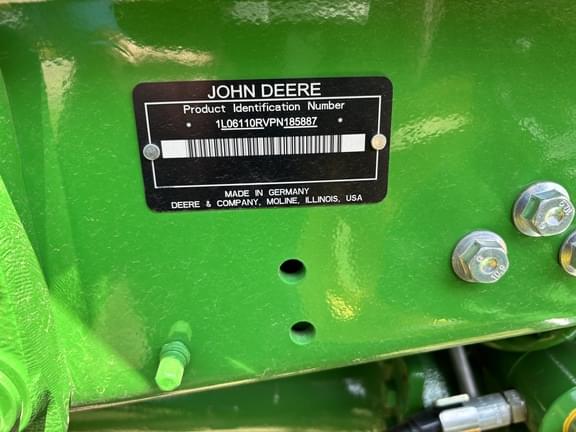 JOHN DEERE
Product Identification Number
* 1L06110RVPN185887 *
MADE IN GERMANY
DEERE & COMPANY, MOLINE, ILLINOIS, USA